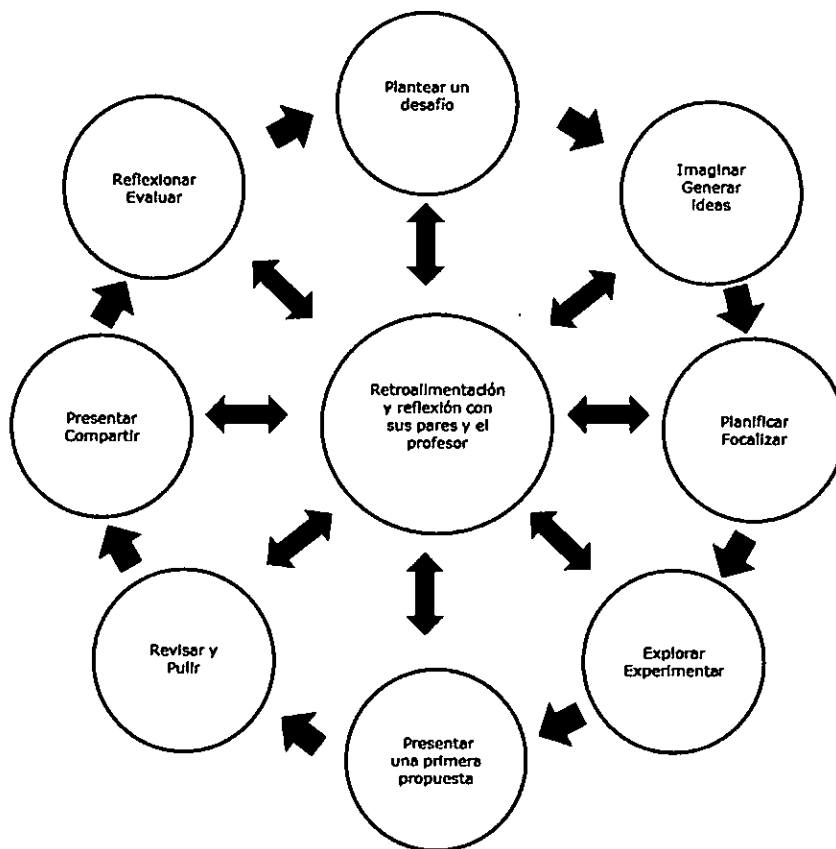 Plantear un
desafío
Imaginar
Generar
ideas
Planificar
Focalizar
Explorar
Experimentar
Presentar
una primera
propuesta
Revisar y
Pulir
Presentar
Compartir
Reflexionar
Evaluar
Retroalimentación
y reflexión con
sus pares y el
profesor